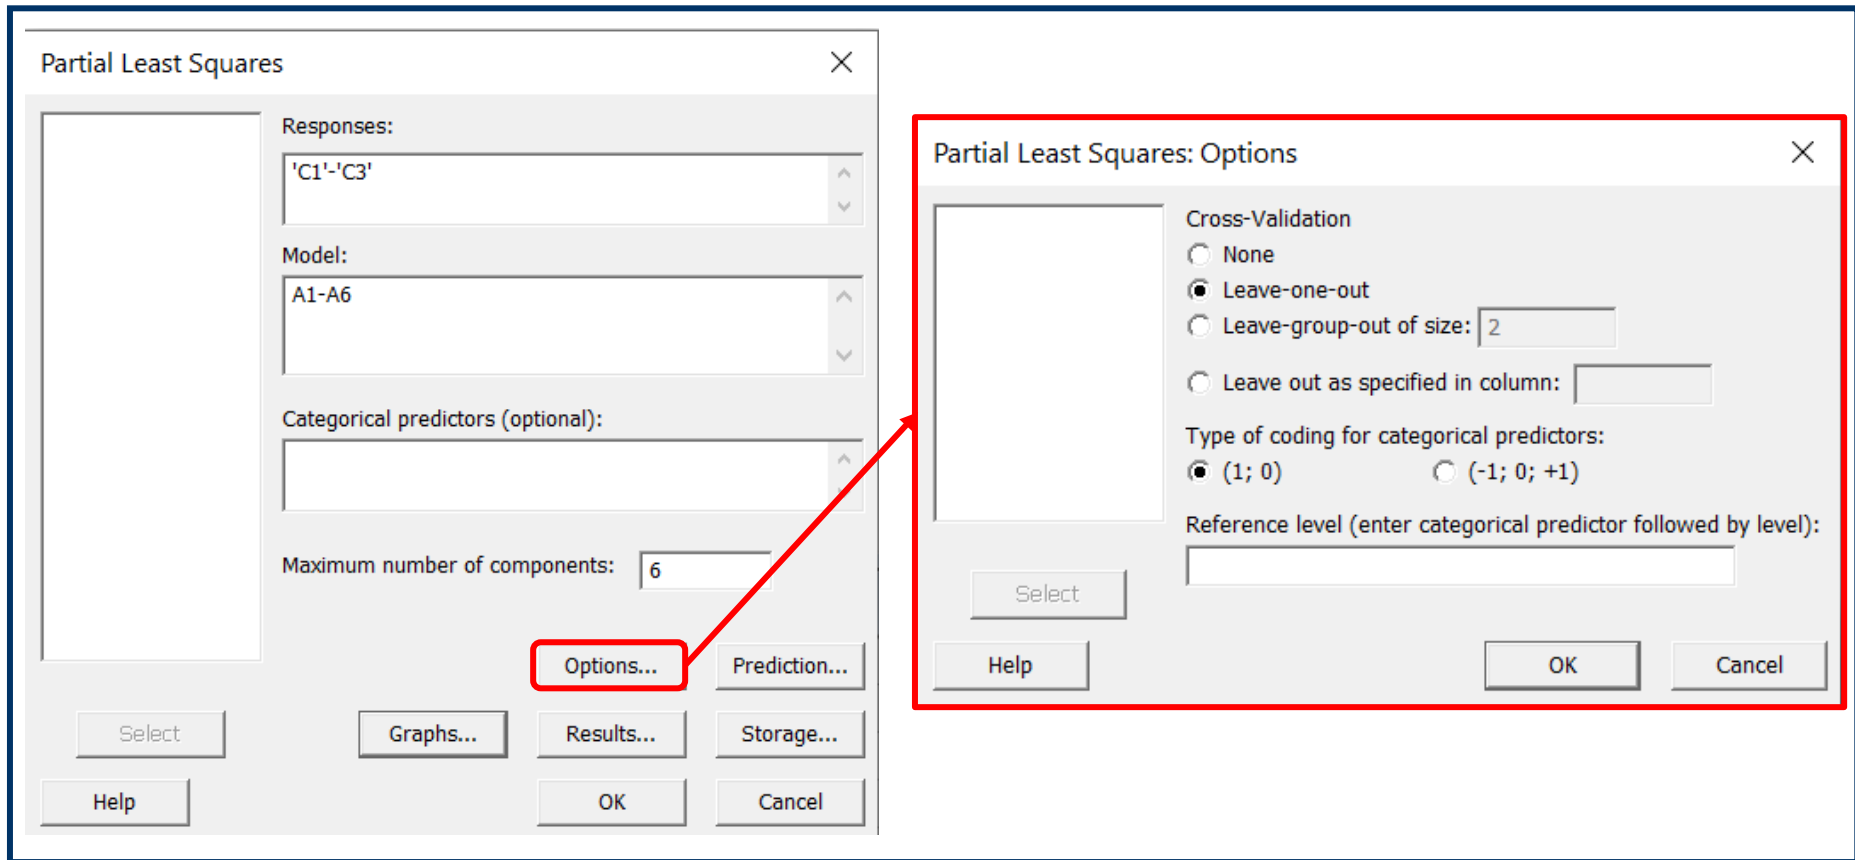 Partial Least Squares
Responses:
'C1'-'C3'
Model:
A1-A6
Categorical predictors (optional):
Maximum number of components: 6
Options... Prediction...
Select Graphs... Results... Storage...
Help OK Cancel
Partial Least Squares: Options
Cross-Validation
None
Leave-one-out
Leave-group-out of size: 2
Leave out as specified in column:
Type of coding for categorical predictors:
(1; 0) (-1; 0; +1)
Reference level (enter categorical predictor followed by level):
Select
Help OK Cancel